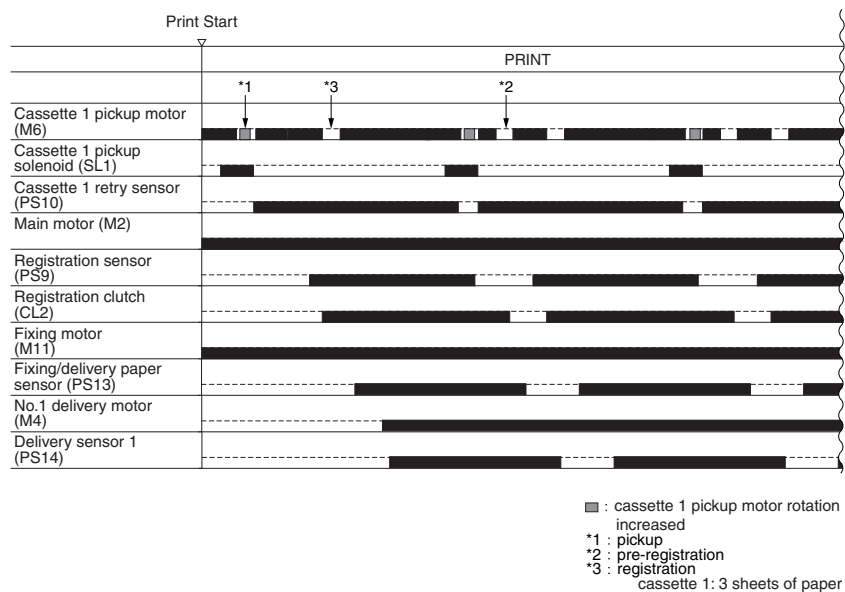 Print Start
PRINT
*1 *3 *2
Cassette 1 pickup motor
(M6)
Cassette 1 pickup
solenoid (SL1)
Cassette 1 retry sensor
(PS10)
Main motor (M2)
Registration sensor
(PS9)
Registration clutch
(CL2)
Fixing motor
(M11)
Fixing/delivery paper
sensor (PS13)
No.1 delivery motor
(M4)
Delivery sensor 1
(PS14)
: cassette 1 pickup motor rotation
increased
*1 : pickup
*2 : pre-registration
*3 : registration
cassette 1: 3 sheets of paper